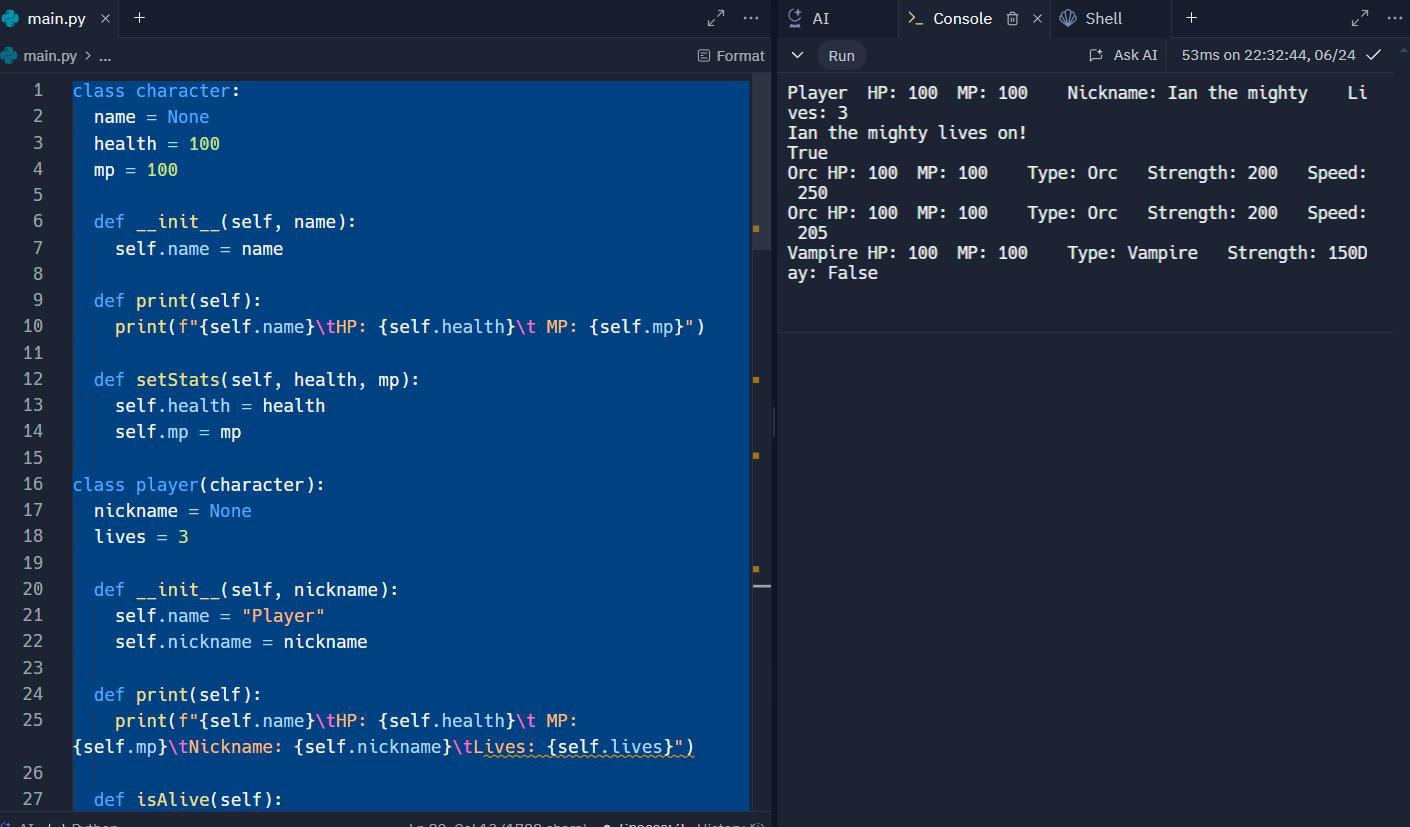 main.py
AI
Console
Shell
main.py > ...
Format
Run
Ask AI
53ms on 22:32:44, 06/24
1 class character:
2   name = None
3   health = 100
4   mp = 100
5
6   def __init__(self, name):
7     self.name = name
8
9   def print(self):
10     print(f"{self.name}\tHP: {self.health}\t MP: {self.mp}")
11
12   def setStats(self, health, mp):
13     self.health = health
14     self.mp = mp
15
16 class player(character):
17   nickname = None
18   lives = 3
19
20   def __init__(self, nickname):
21     self.name = "Player"
22     self.nickname = nickname
23
24   def print(self):
25     print(f"{self.name}\tHP: {self.health}\t MP:
{self.mp}\tNickname: {self.nickname}\tLives: {self.lives}")
26
27   def isAlive(self):
Player  HP: 100  MP: 100    Nickname: Ian the mighty    Li
ves: 3
Ian the mighty lives on!
True
Orc HP: 100  MP: 100    Type: Orc   Strength: 200   Speed:
 250
Orc HP: 100  MP: 100    Type: Orc   Strength: 200   Speed:
 205
Vampire HP: 100  MP: 100    Type: Vampire   Strength: 150D
ay: False